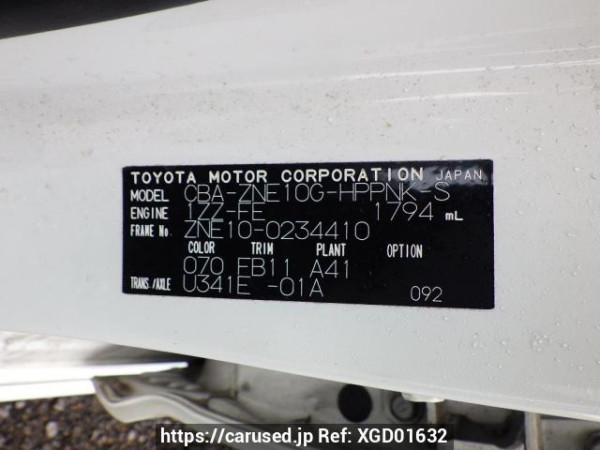 TOYOTA MOTOR CORPORATION JAPAN
MODEL CBA-ZNE10G-HPPNK-S
ENGINE 1ZZ-FE 1794 mL
FRAME No. ZNE10-0234410
COLOR TRIM PLANT OPTION
070 EB11 A41
TRANS./AXLE U341E -01A 092
https://carused.jp Ref: XGD01632